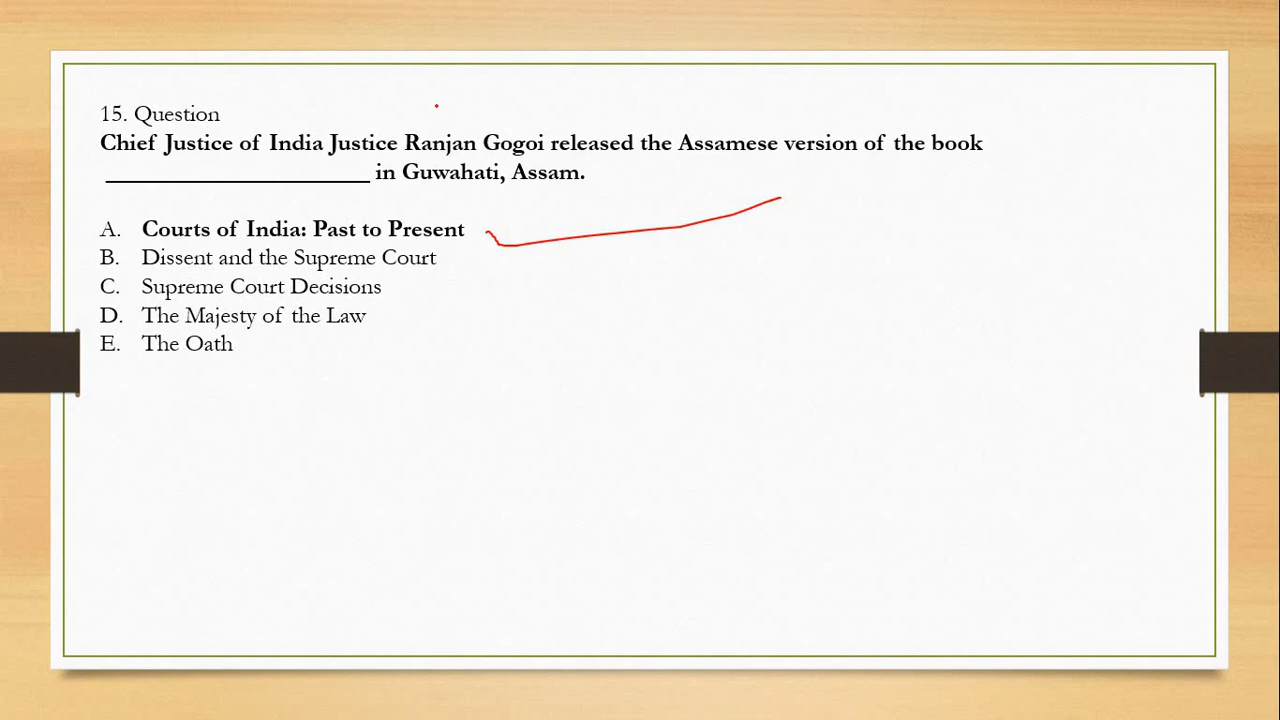 15. Question
Chief Justice of India Justice Ranjan Gogoi released the Assamese version of the book
______________________ in Guwahati, Assam.
A. Courts of India: Past to Present
B. Dissent and the Supreme Court
C. Supreme Court Decisions
D. The Majesty of the Law
E. The Oath